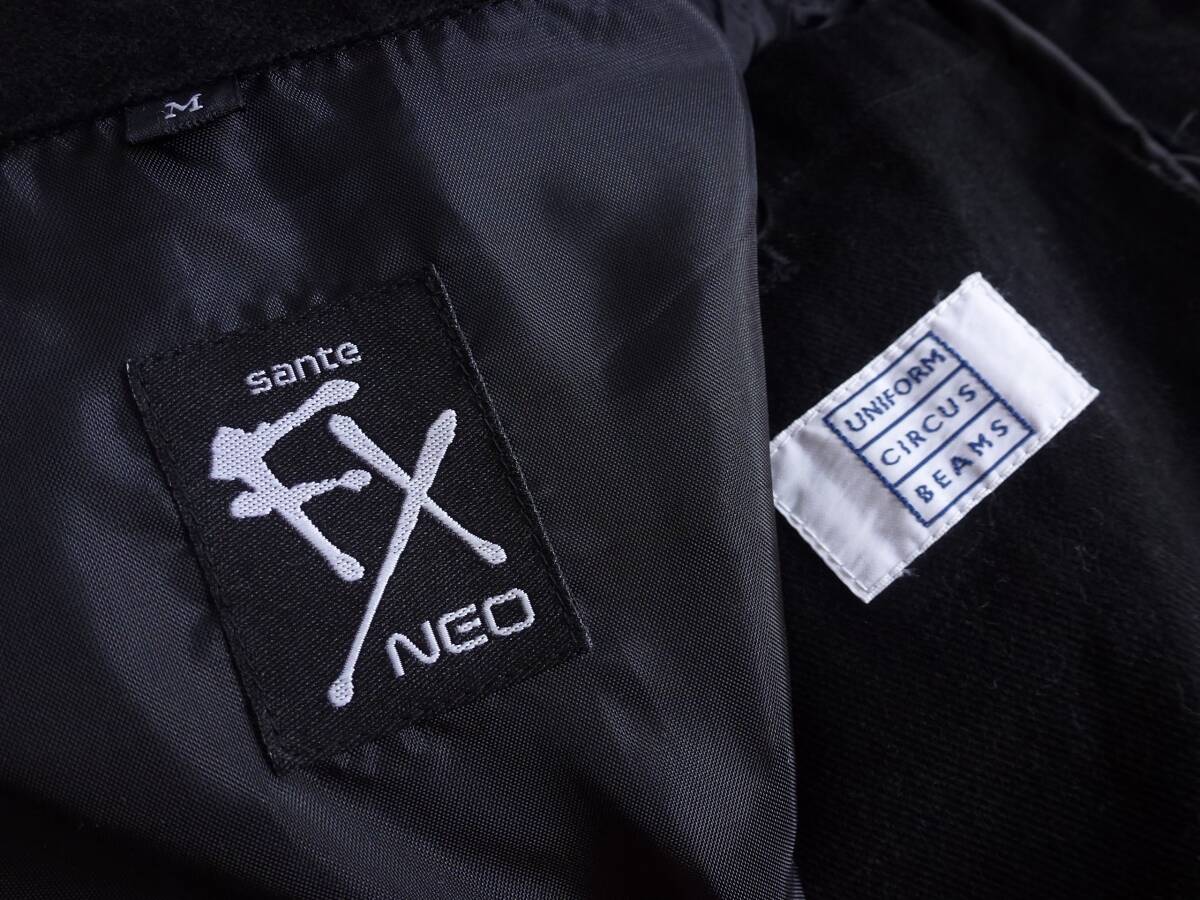 M
sante
FX
NEO
UNIFORM
CIRCUS
BEAMS